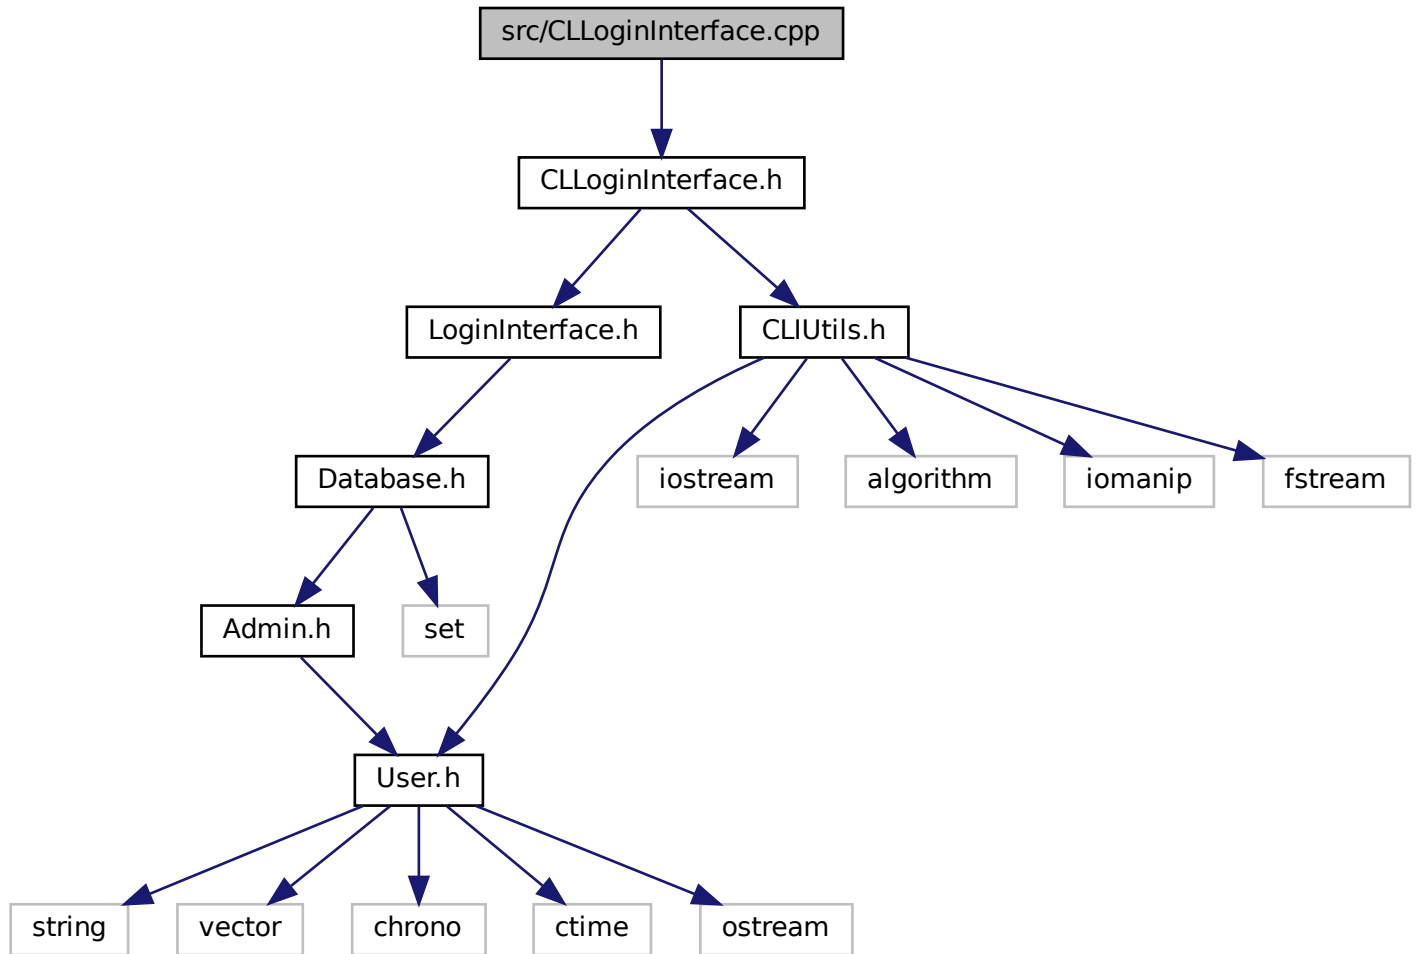 src/CLLoginInterface.cpp
CLLoginInterface.h
LoginInterface.h
CLIUtils.h
Database.h
iostream
algorithm
iomanip
fstream
Admin.h
set
User.h
string
vector
chrono
ctime
ostream